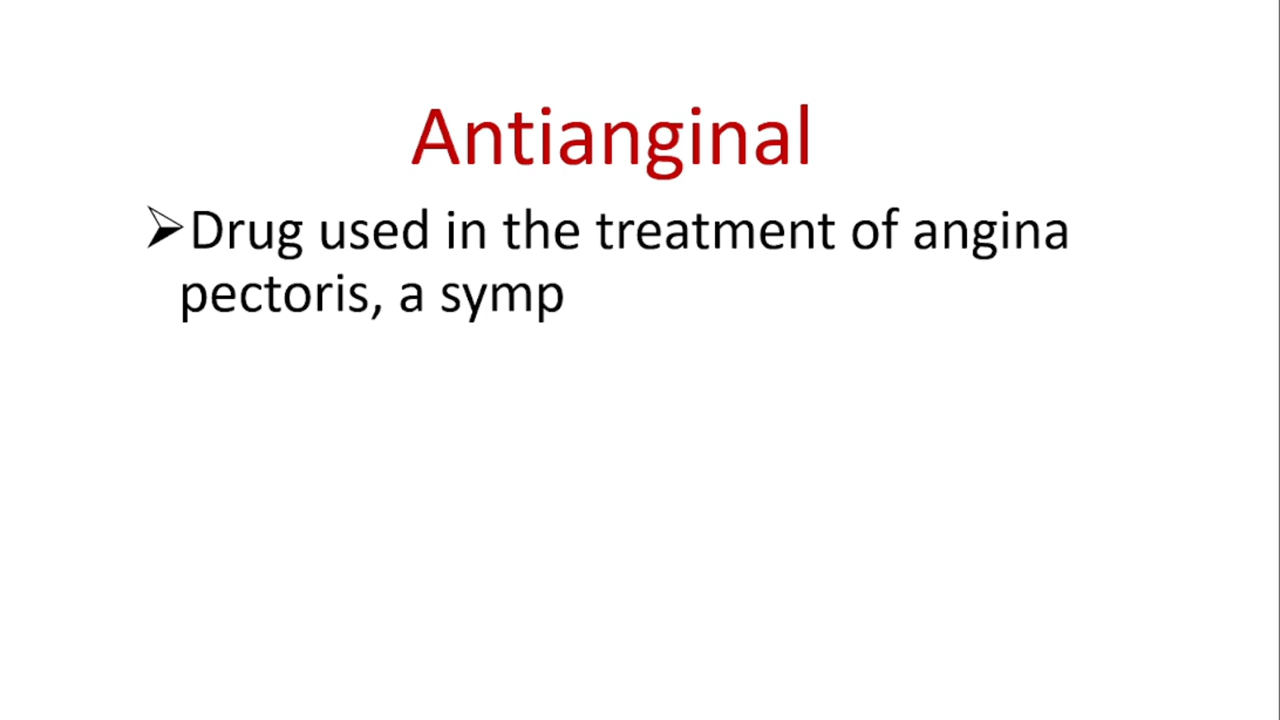 Antianginal
➢Drug used in the treatment of angina
pectoris, a symp